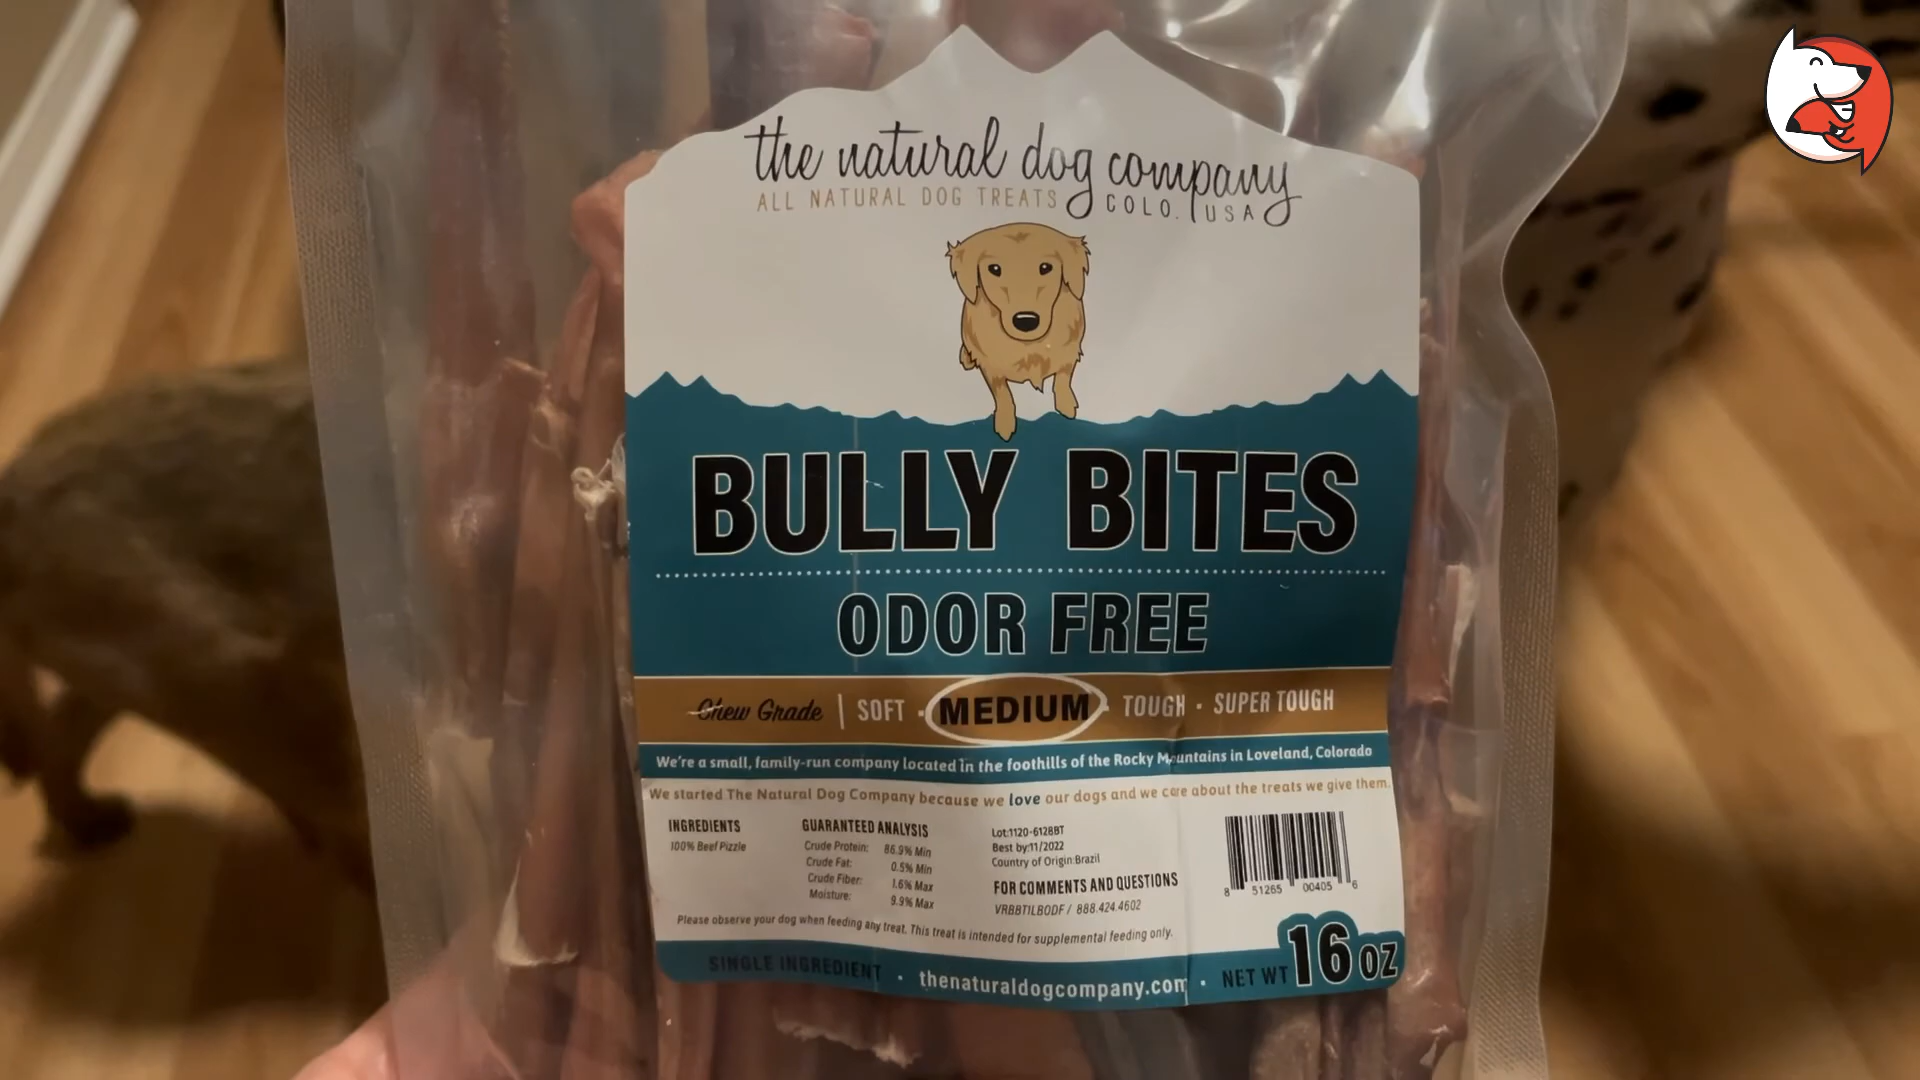 the natural dog company
ALL NATURAL DOG TREATS COLO. USA
BULLY BITES
ODOR FREE
Chew Grade | SOFT · MEDIUM · TOUGH · SUPER TOUGH
We're a small, family-run company located in the foothills of the Rocky Mountains in Loveland, Colorado
We started The Natural Dog Company because we love our dogs and we care about the treats we give them.
INGREDIENTS
100% Beef Pizzle
GUARANTEED ANALYSIS
Crude Protein: 86.9% Min
Crude Fat: 0.5% Min
Crude Fiber: 1.6% Max
Moisture: 9.9% Max
Lot:1120-6128BT
Best by:11/2022
Country of Origin:Brazil
FOR COMMENTS AND QUESTIONS
VRBBTILBODF / 888.424.4602
8 51265 00405 6
Please observe your dog when feeding any treat. This treat is intended for supplemental feeding only.
SINGLE INGREDIENT · thenaturaldogcompany.com · NET WT 16 OZ